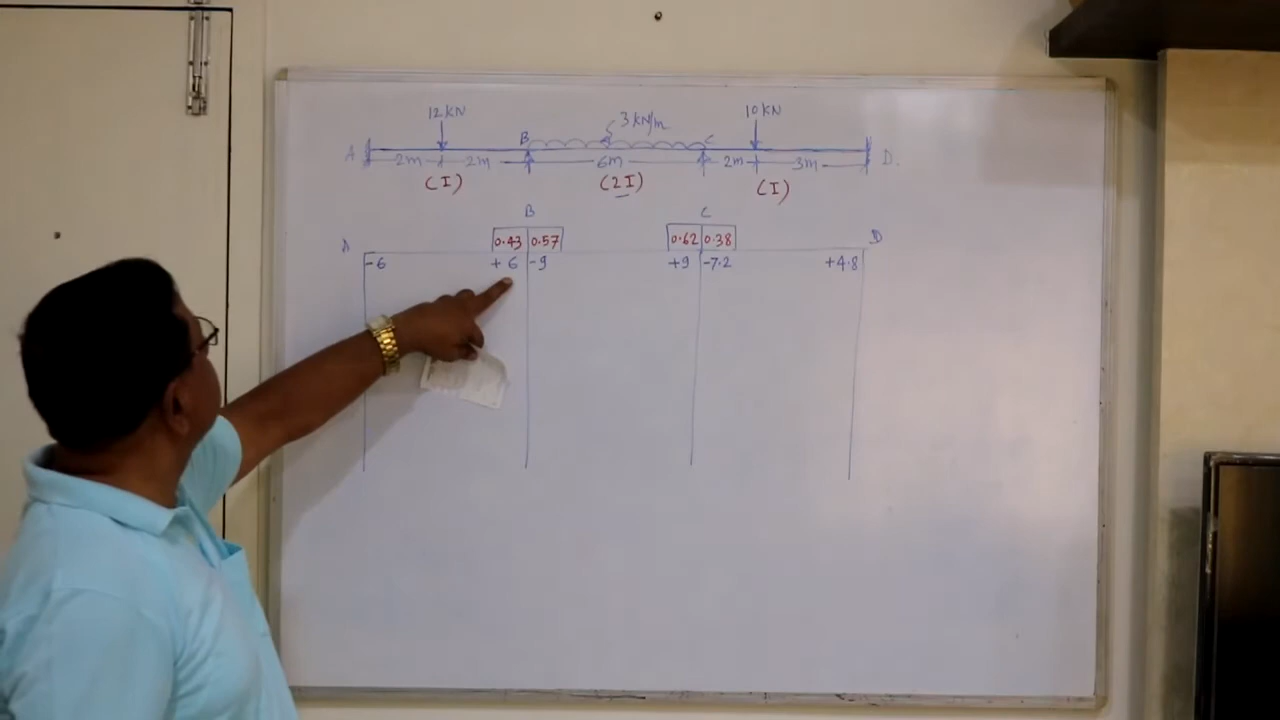 12 kN 3 kN/m 10 kN
A B C D.
2m 2m 6m 2m 3m
(I) (2I) (I)
B C
A 0.43 0.57 0.62 0.38 D
-6 +6 -9 +9 -7.2 +4.8